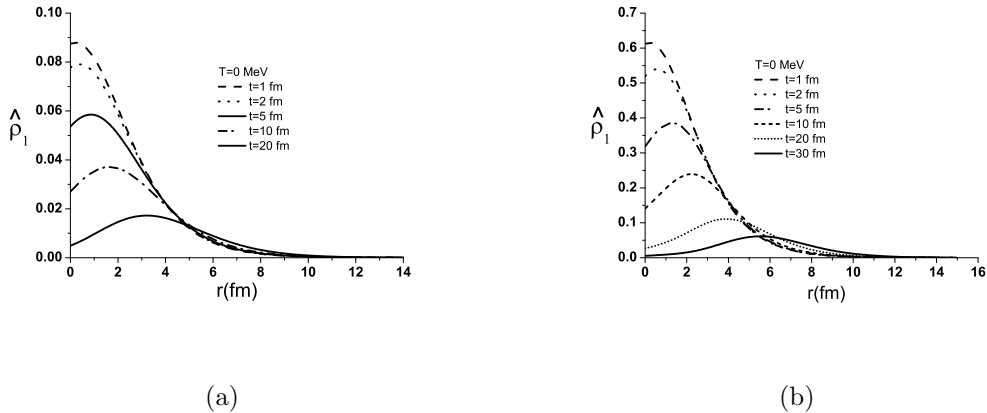 0.10
0.08
0.06
0.04
0.02
0.00
0 2 4 6 8 10 12 14
ρ̂₁
r(fm)
T=0 MeV
t=1 fm
t=2 fm
t=5 fm
t=10 fm
t=20 fm
(a)
0.7
0.6
0.5
0.4
0.3
0.2
0.1
0.0
0 2 4 6 8 10 12 14 16
ρ̂₁
r(fm)
T=0 MeV
t=1 fm
t=2 fm
t=5 fm
t=10 fm
t=20 fm
t=30 fm
(b)